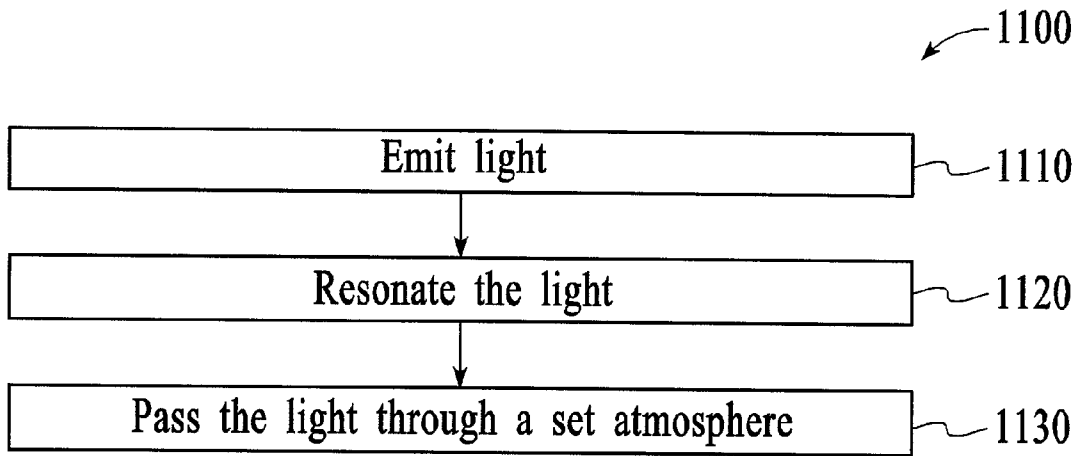 1100
Emit light
1110
Resonate the light
1120
Pass the light through a set atmosphere
1130